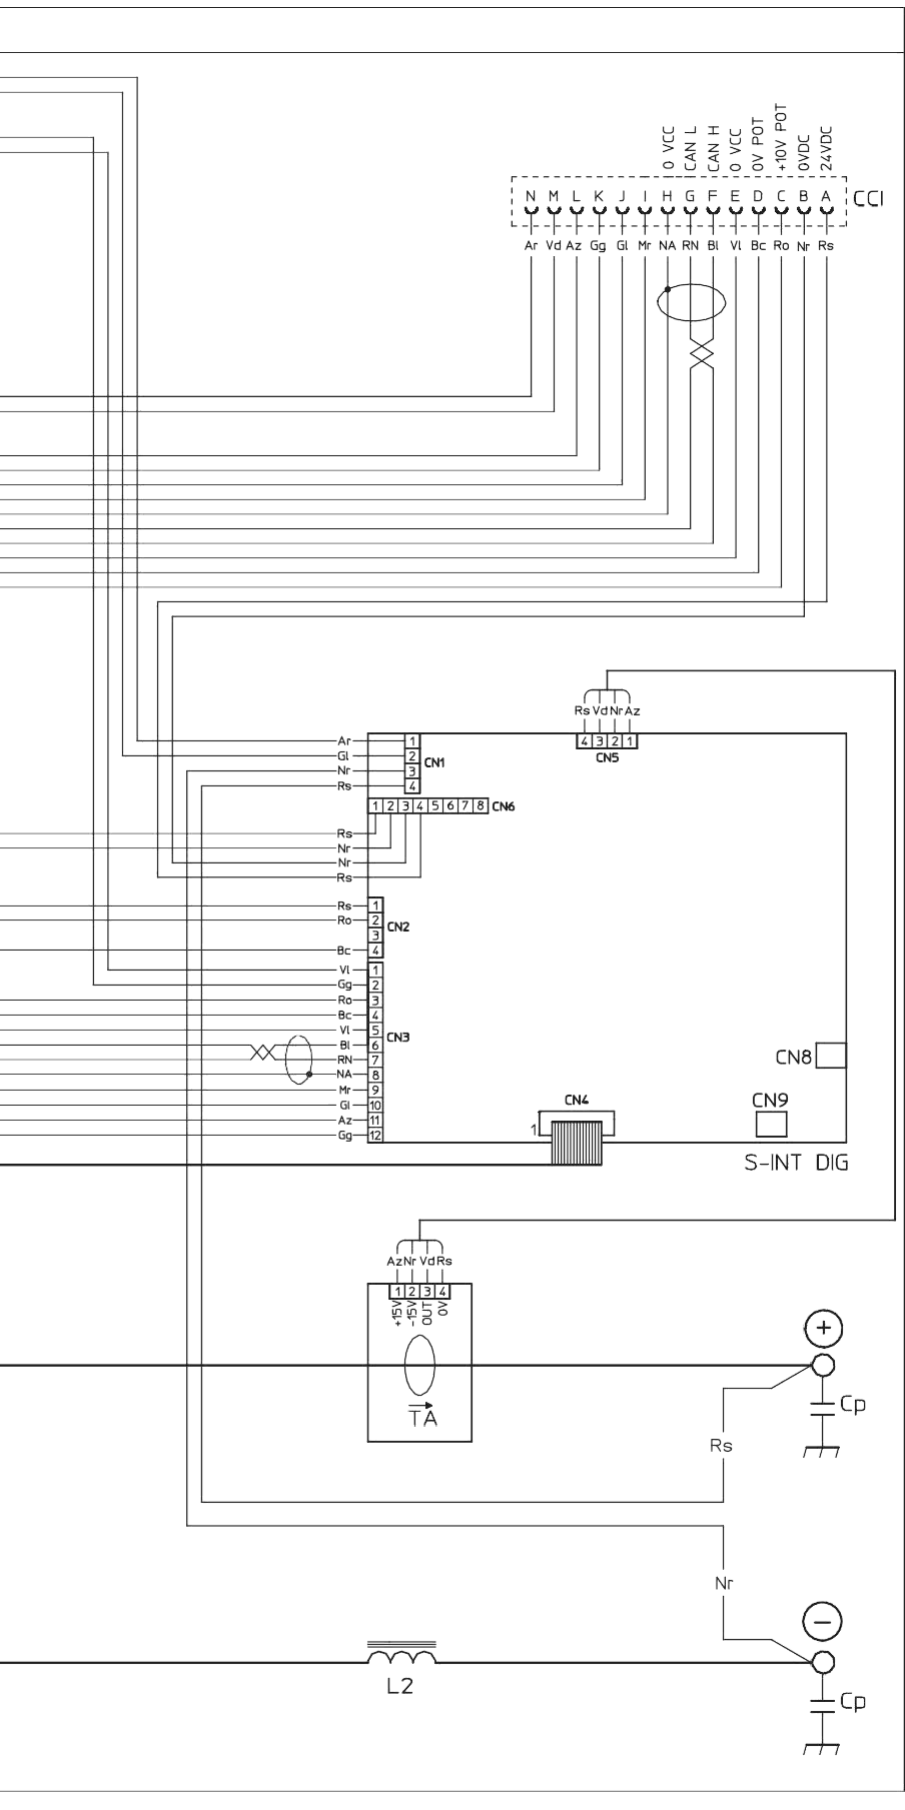 0 VCC
CAN L
CAN H
0 VCC
0V POT
+10V POT
0VDC
24VDC
N M L K J I H G F E D C B A
CCI
Ar Vd Az Gg Gl Mr NA RN Bl Vl Bc Ro Nr Rs
Rs Vd Nr Az
4 3 2 1
CN5
Ar 1
Gl 2
CN1
Nr 3
Rs 4
1 2 3 4 5 6 7 8 CN6
Rs
Nr
Nr
Rs
Rs 1
Ro 2
CN2
3
Bc 4
Vl 1
Gg 2
Ro 3
Bc 4
Vl 5
CN3
Bl 6
RN 7
NA 8
Mr 9
Gl 10
Az 11
Gg 12
CN8
CN9
CN4
1
S-INT DIG
Az Nr Vd Rs
1 2 3 4
+15V
-15V
OUT
0V
TA
+
Cp
Rs
Nr
−
L2
Cp